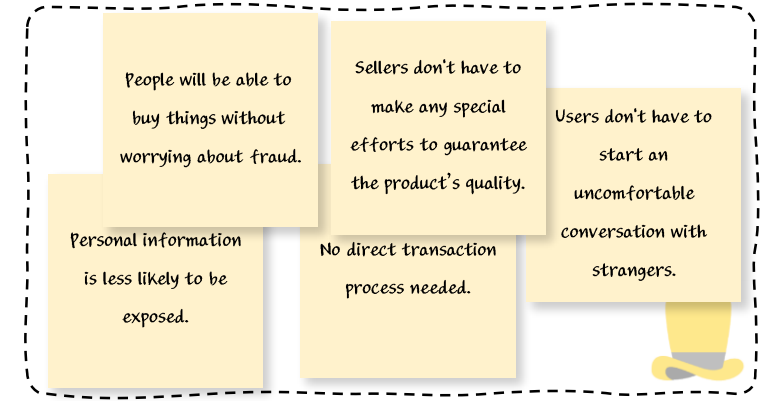 People will be able to
buy things without
worrying about fraud.
Sellers don't have to
make any special
efforts to guarantee
the product's quality.
Users don't have to
start an
uncomfortable
conversation with
strangers.
Personal information
is less likely to be
exposed.
No direct transaction
process needed.